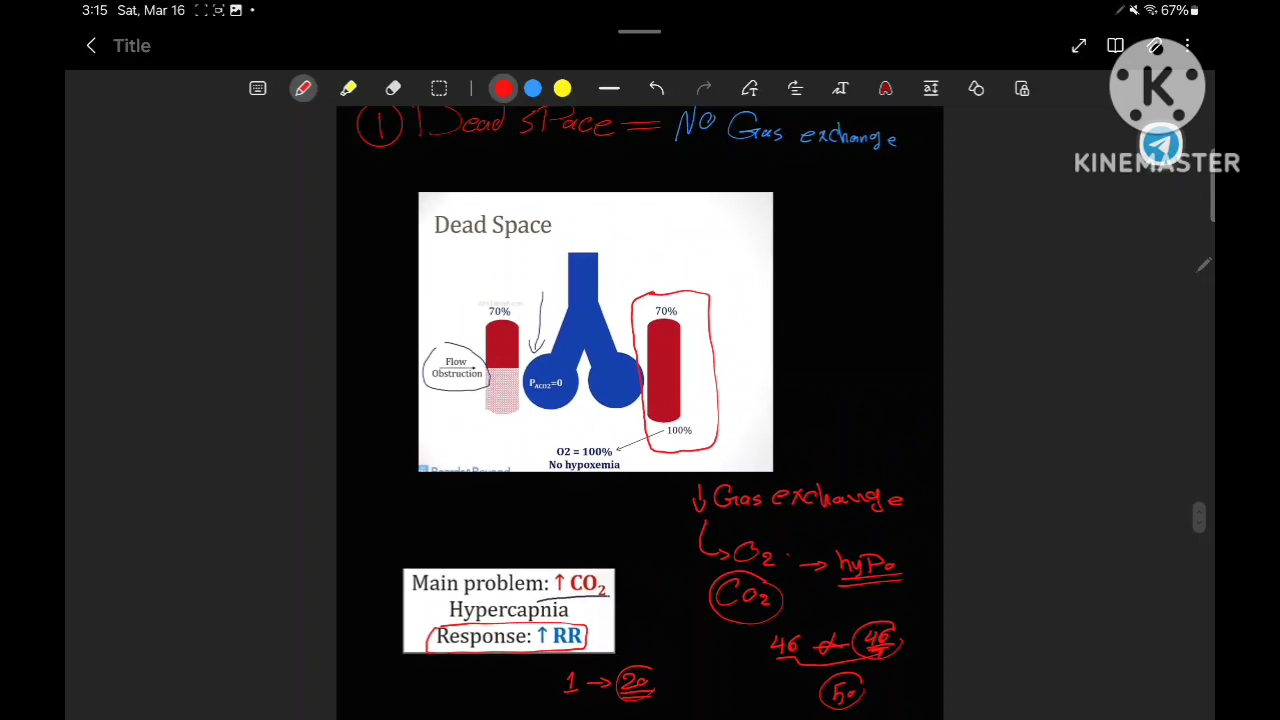 3:15 Sat, Mar 16
67%
Title
K
KINEMASTER
① Dead space = No Gas exchange
Dead Space
70%
70%
Flow
Obstruction
PACO2=0
100%
O2 = 100%
No hypoxemia
↓ Gas exchange
O2 → hypo
CO2
Main problem: ↑ CO2
Hypercapnia
Response: ↑ RR
46
46
50
1 → 20